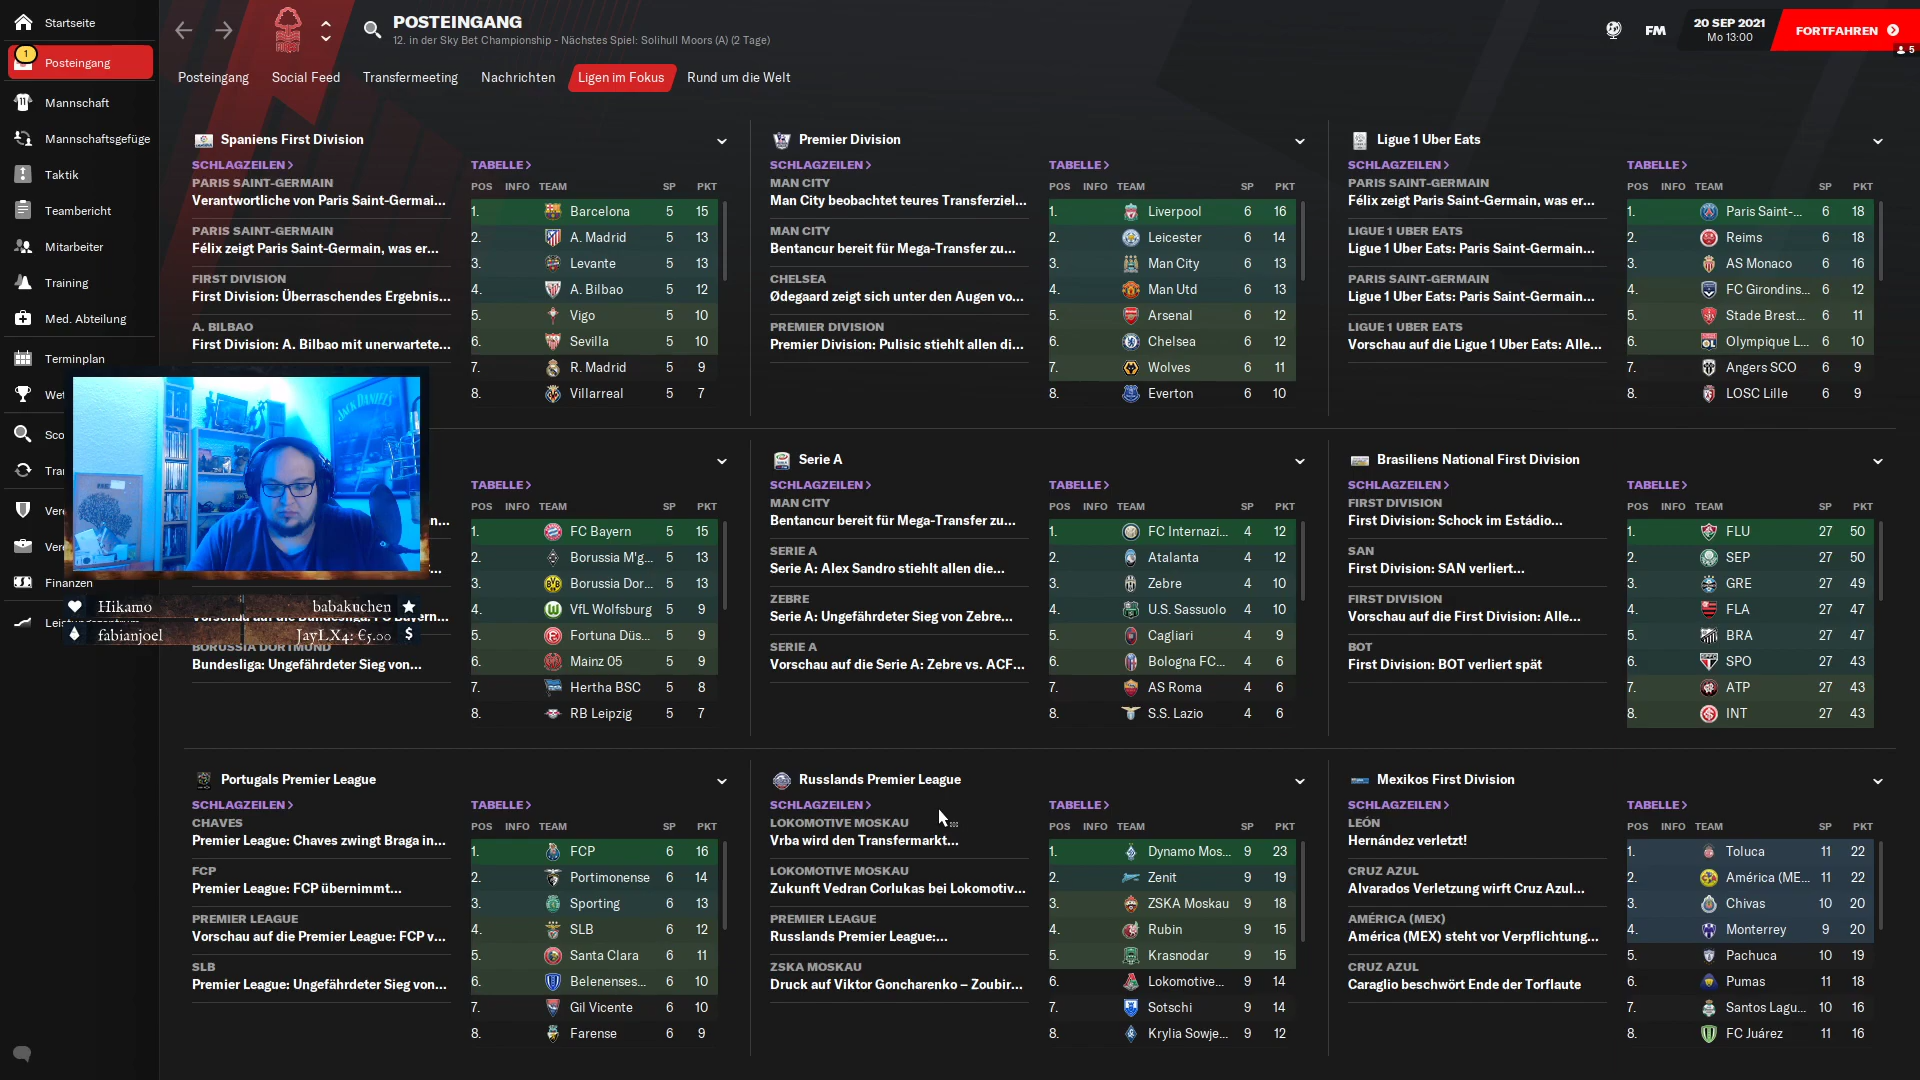 Startseite
1
Posteingang
Mannschaft
Mannschaftsgefüge
Taktik
Teambericht
Mitarbeiter
Training
Med. Abteilung
Terminplan
Finanzen
POSTEINGANG
12. in der Sky Bet Championship - Nächstes Spiel: Solihull Moors (A) (2 Tage)
FM
20 SEP 2021
Mo 13:00
FORTFAHREN
5
Posteingang Social Feed Transfermeeting Nachrichten Ligen im Fokus Rund um die Welt
Spaniens First Division
SCHLAGZEILEN >
PARIS SAINT-GERMAIN
Verantwortliche von Paris Saint-Germai...
PARIS SAINT-GERMAIN
Félix zeigt Paris Saint-Germain, was er...
FIRST DIVISION
First Division: Überraschendes Ergebnis...
A. BILBAO
First Division: A. Bilbao mit unerwartete...
TABELLE >
POS INFO TEAM SP PKT
1. Barcelona 5 15
2. A. Madrid 5 13
3. Levante 5 13
4. A. Bilbao 5 12
5. Vigo 5 10
6. Sevilla 5 10
7. R. Madrid 5 9
8. Villarreal 5 7
Premier Division
SCHLAGZEILEN >
MAN CITY
Man City beobachtet teures Transferziel...
MAN CITY
Bentancur bereit für Mega-Transfer zu...
CHELSEA
Ødegaard zeigt sich unter den Augen vo...
PREMIER DIVISION
Premier Division: Pulisic stiehlt allen di...
TABELLE >
POS INFO TEAM SP PKT
1. Liverpool 6 16
2. Leicester 6 14
3. Man City 6 13
4. Man Utd 6 13
5. Arsenal 6 12
6. Chelsea 6 12
7. Wolves 6 11
8. Everton 6 10
Ligue 1 Uber Eats
SCHLAGZEILEN >
PARIS SAINT-GERMAIN
Félix zeigt Paris Saint-Germain, was er...
LIGUE 1 UBER EATS
Ligue 1 Uber Eats: Paris Saint-Germain...
PARIS SAINT-GERMAIN
Ligue 1 Uber Eats: Paris Saint-Germain...
LIGUE 1 UBER EATS
Vorschau auf die Ligue 1 Uber Eats: Alle...
TABELLE >
POS INFO TEAM SP PKT
1. Paris Saint-... 6 18
2. Reims 6 18
3. AS Monaco 6 16
4. FC Girondins... 6 12
5. Stade Brest... 6 11
6. Olympique L... 6 10
7. Angers SCO 6 9
8. LOSC Lille 6 9
JACK DANIEL'S
Hikamo babakuchen
fabianjoel JayLX4: €5.00
BORUSSIA DORTMUND
Bundesliga: Ungefährdeter Sieg von...
TABELLE >
POS INFO TEAM SP PKT
1. FC Bayern 5 15
2. Borussia M'g... 5 13
3. Borussia Dor... 5 13
4. VfL Wolfsburg 5 9
5. Fortuna Düs... 5 9
6. Mainz 05 5 9
7. Hertha BSC 5 8
8. RB Leipzig 5 7
Serie A
SCHLAGZEILEN >
MAN CITY
Bentancur bereit für Mega-Transfer zu...
SERIE A
Serie A: Alex Sandro stiehlt allen die...
ZEBRE
Serie A: Ungefährdeter Sieg von Zebre...
SERIE A
Vorschau auf die Serie A: Zebre vs. ACF...
TABELLE >
POS INFO TEAM SP PKT
1. FC Internazi... 4 12
2. Atalanta 4 12
3. Zebre 4 10
4. U.S. Sassuolo 4 10
5. Cagliari 4 9
6. Bologna FC... 4 6
7. AS Roma 4 6
8. S.S. Lazio 4 6
Brasiliens National First Division
SCHLAGZEILEN >
FIRST DIVISION
First Division: Schock im Estádio...
SAN
First Division: SAN verliert...
FIRST DIVISION
Vorschau auf die First Division: Alle...
BOT
First Division: BOT verliert spät
TABELLE >
POS INFO TEAM SP PKT
1. FLU 27 50
2. SEP 27 50
3. GRE 27 49
4. FLA 27 47
5. BRA 27 47
6. SPO 27 43
7. ATP 27 43
8. INT 27 43
Portugals Premier League
SCHLAGZEILEN >
CHAVES
Premier League: Chaves zwingt Braga in...
FCP
Premier League: FCP übernimmt...
PREMIER LEAGUE
Vorschau auf die Premier League: FCP v...
SLB
Premier League: Ungefährdeter Sieg von...
TABELLE >
POS INFO TEAM SP PKT
1. FCP 6 16
2. Portimonense 6 14
3. Sporting 6 13
4. SLB 6 12
5. Santa Clara 6 11
6. Belenenses... 6 10
7. Gil Vicente 6 10
8. Farense 6 9
Russlands Premier League
SCHLAGZEILEN >
LOKOMOTIVE MOSKAU
Vrba wird den Transfermarkt...
LOKOMOTIVE MOSKAU
Zukunft Vedran Corlukas bei Lokomotiv...
PREMIER LEAGUE
Russlands Premier League:...
ZSKA MOSKAU
Druck auf Viktor Goncharenko – Zoubir...
TABELLE >
POS INFO TEAM SP PKT
1. Dynamo Mos... 9 23
2. Zenit 9 19
3. ZSKA Moskau 9 18
4. Rubin 9 15
5. Krasnodar 9 15
6. Lokomotive... 9 14
7. Sotschi 9 14
8. Krylia Sowje... 9 12
Mexikos First Division
SCHLAGZEILEN >
LEÓN
Hernández verletzt!
CRUZ AZUL
Alvarados Verletzung wirft Cruz Azul...
AMÉRICA (MEX)
América (MEX) steht vor Verpflichtung...
CRUZ AZUL
Caraglio beschwört Ende der Torflaute
TABELLE >
POS INFO TEAM SP PKT
1. Toluca 11 22
2. América (ME... 11 22
3. Chivas 10 20
4. Monterrey 9 20
5. Pachuca 10 19
6. Pumas 11 18
7. Santos Lagu... 10 16
8. FC Juárez 11 16